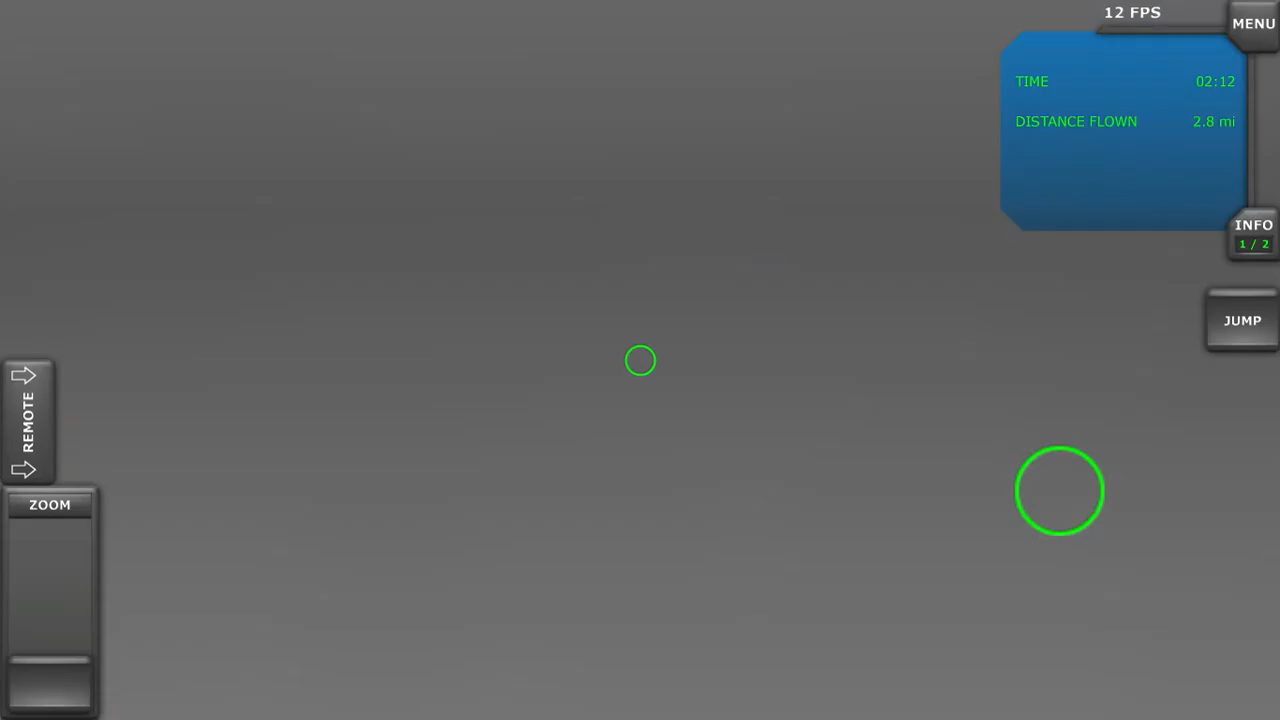 12 FPS
MENU
TIME 02:12
DISTANCE FLOWN 2.8 mi
INFO
1 / 2
JUMP
REMOTE
ZOOM